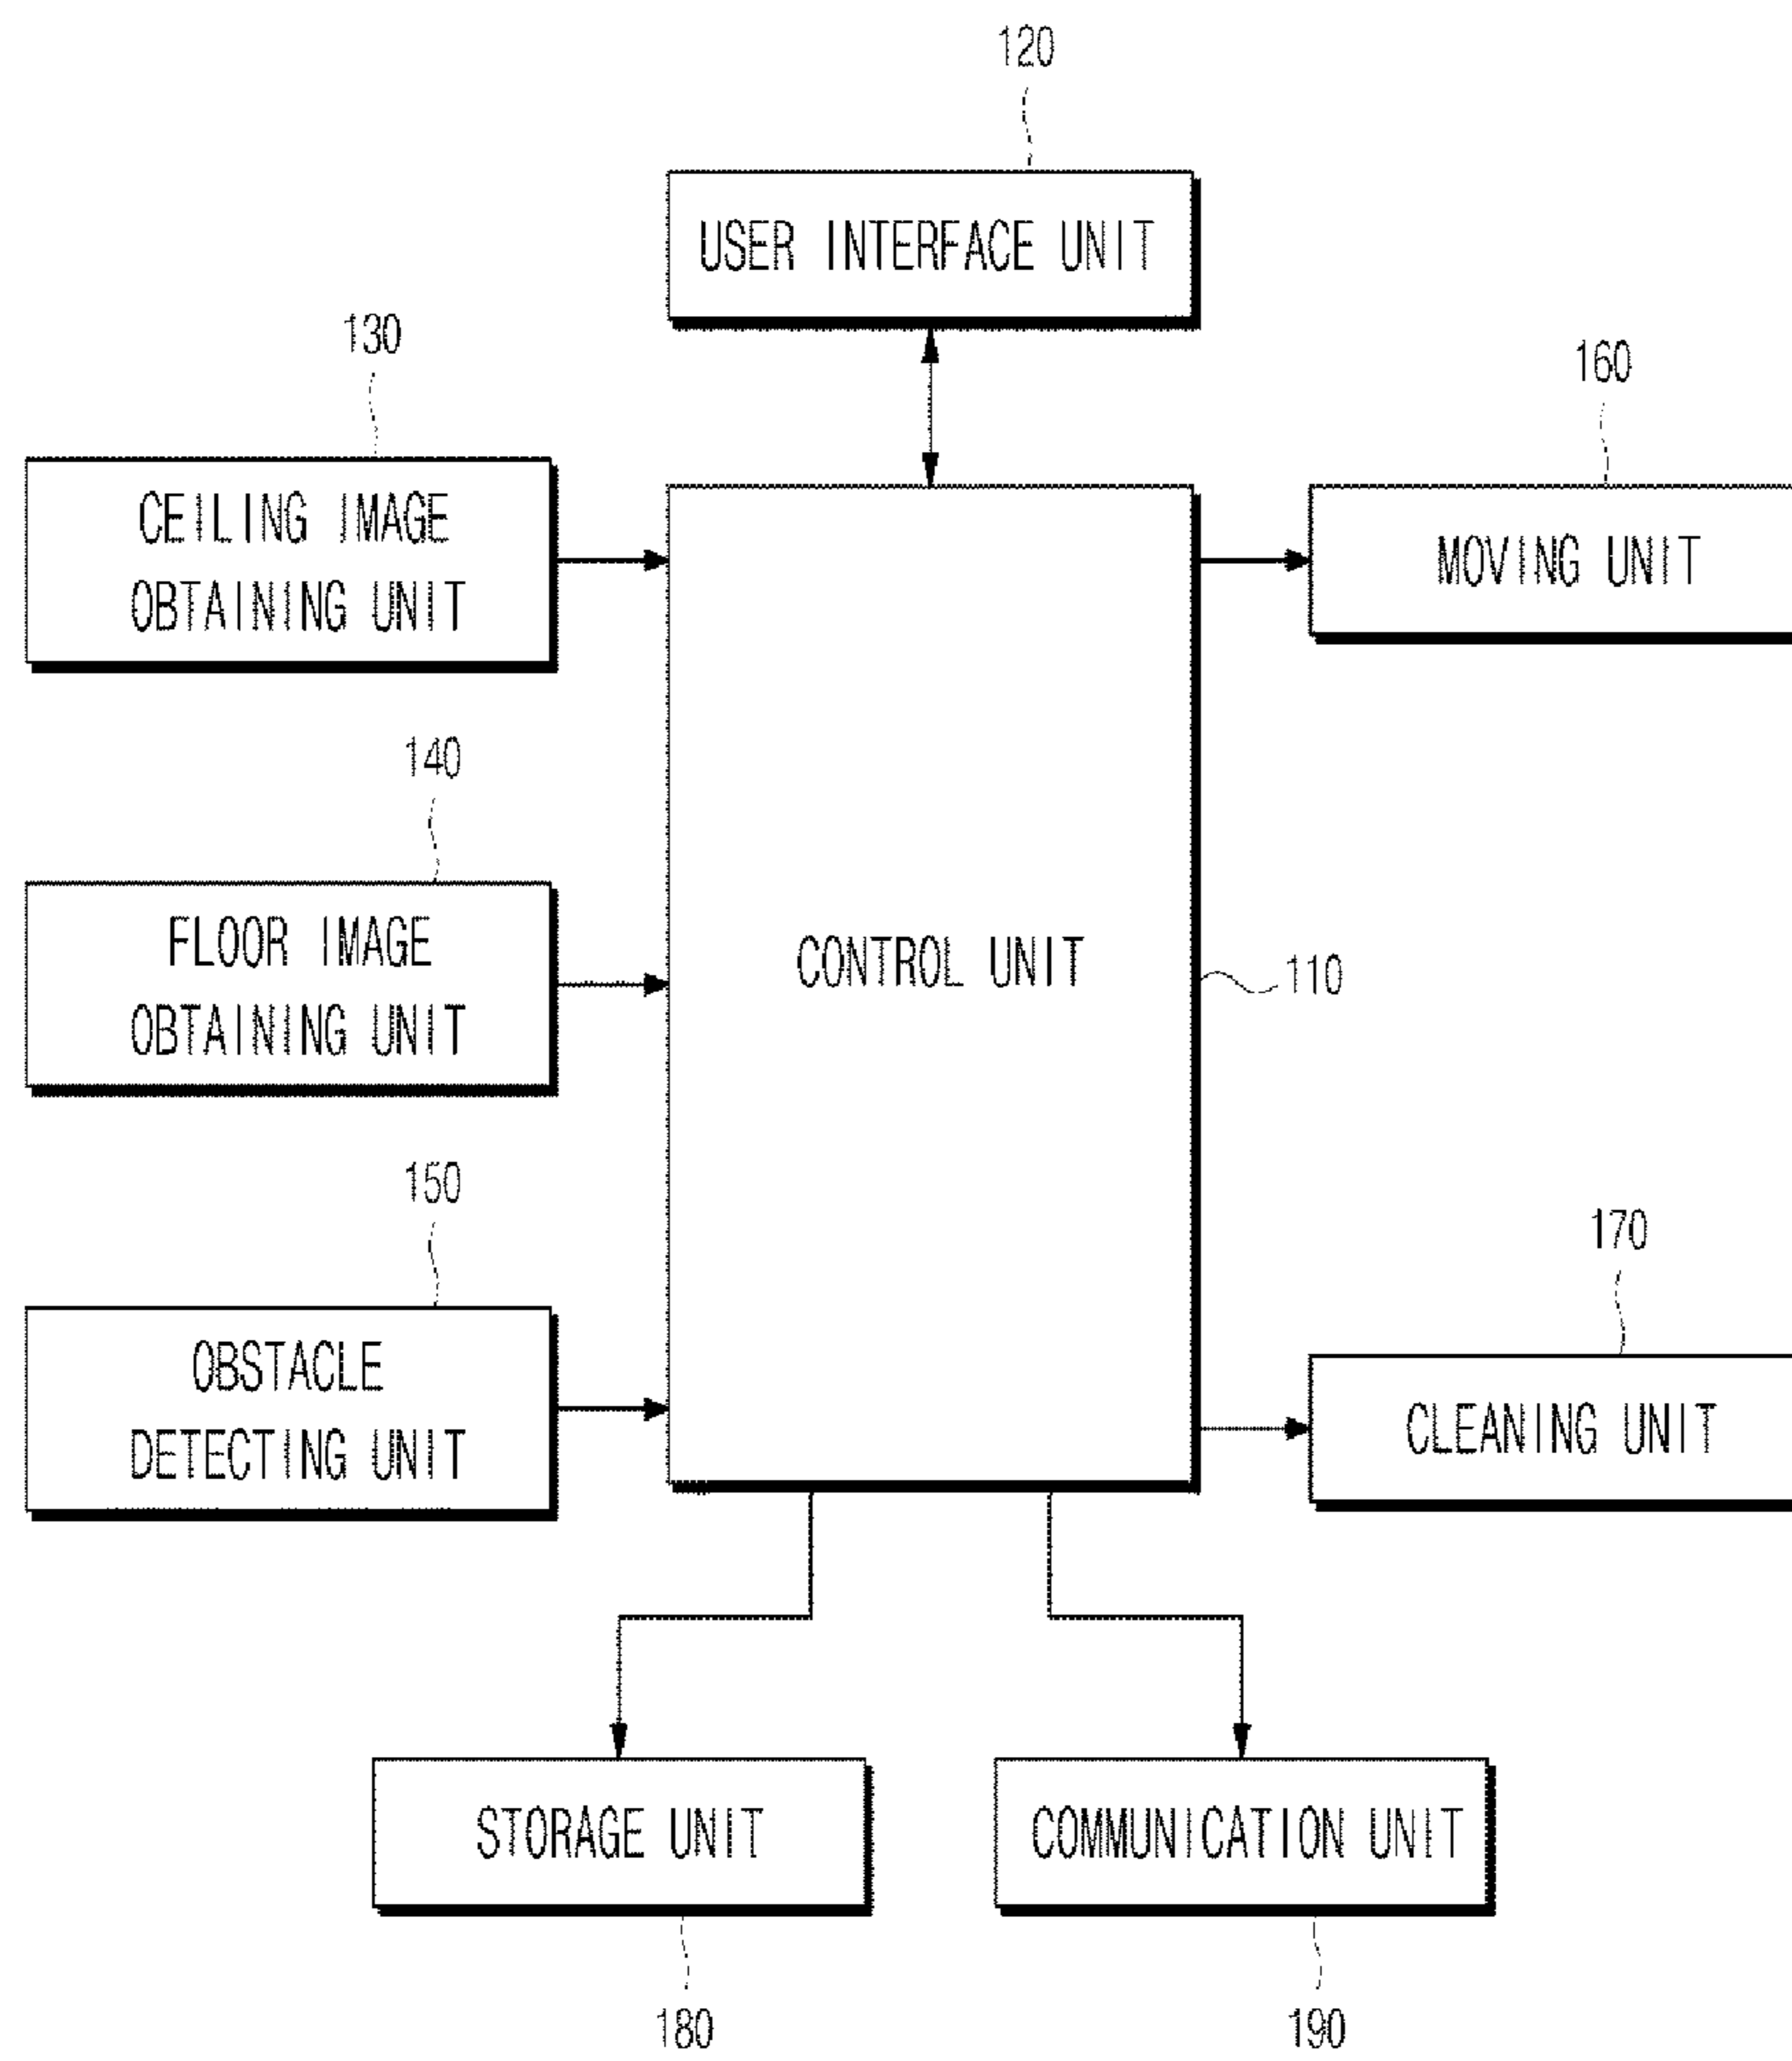 120
USER INTERFACE UNIT
130
CEILING IMAGE
OBTAINING UNIT
160
MOVING UNIT
140
FLOOR IMAGE
OBTAINING UNIT
CONTROL UNIT
110
150
OBSTACLE
DETECTING UNIT
170
CLEANING UNIT
STORAGE UNIT
COMMUNICATION UNIT
180
190